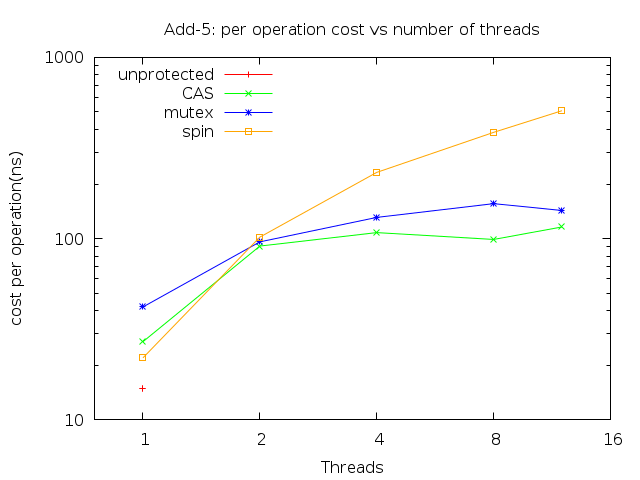 Add-5: per operation cost vs number of threads
1000
unprotected
CAS
mutex
spin
cost per operation(ns)
100
10
1 2 4 8 16
Threads